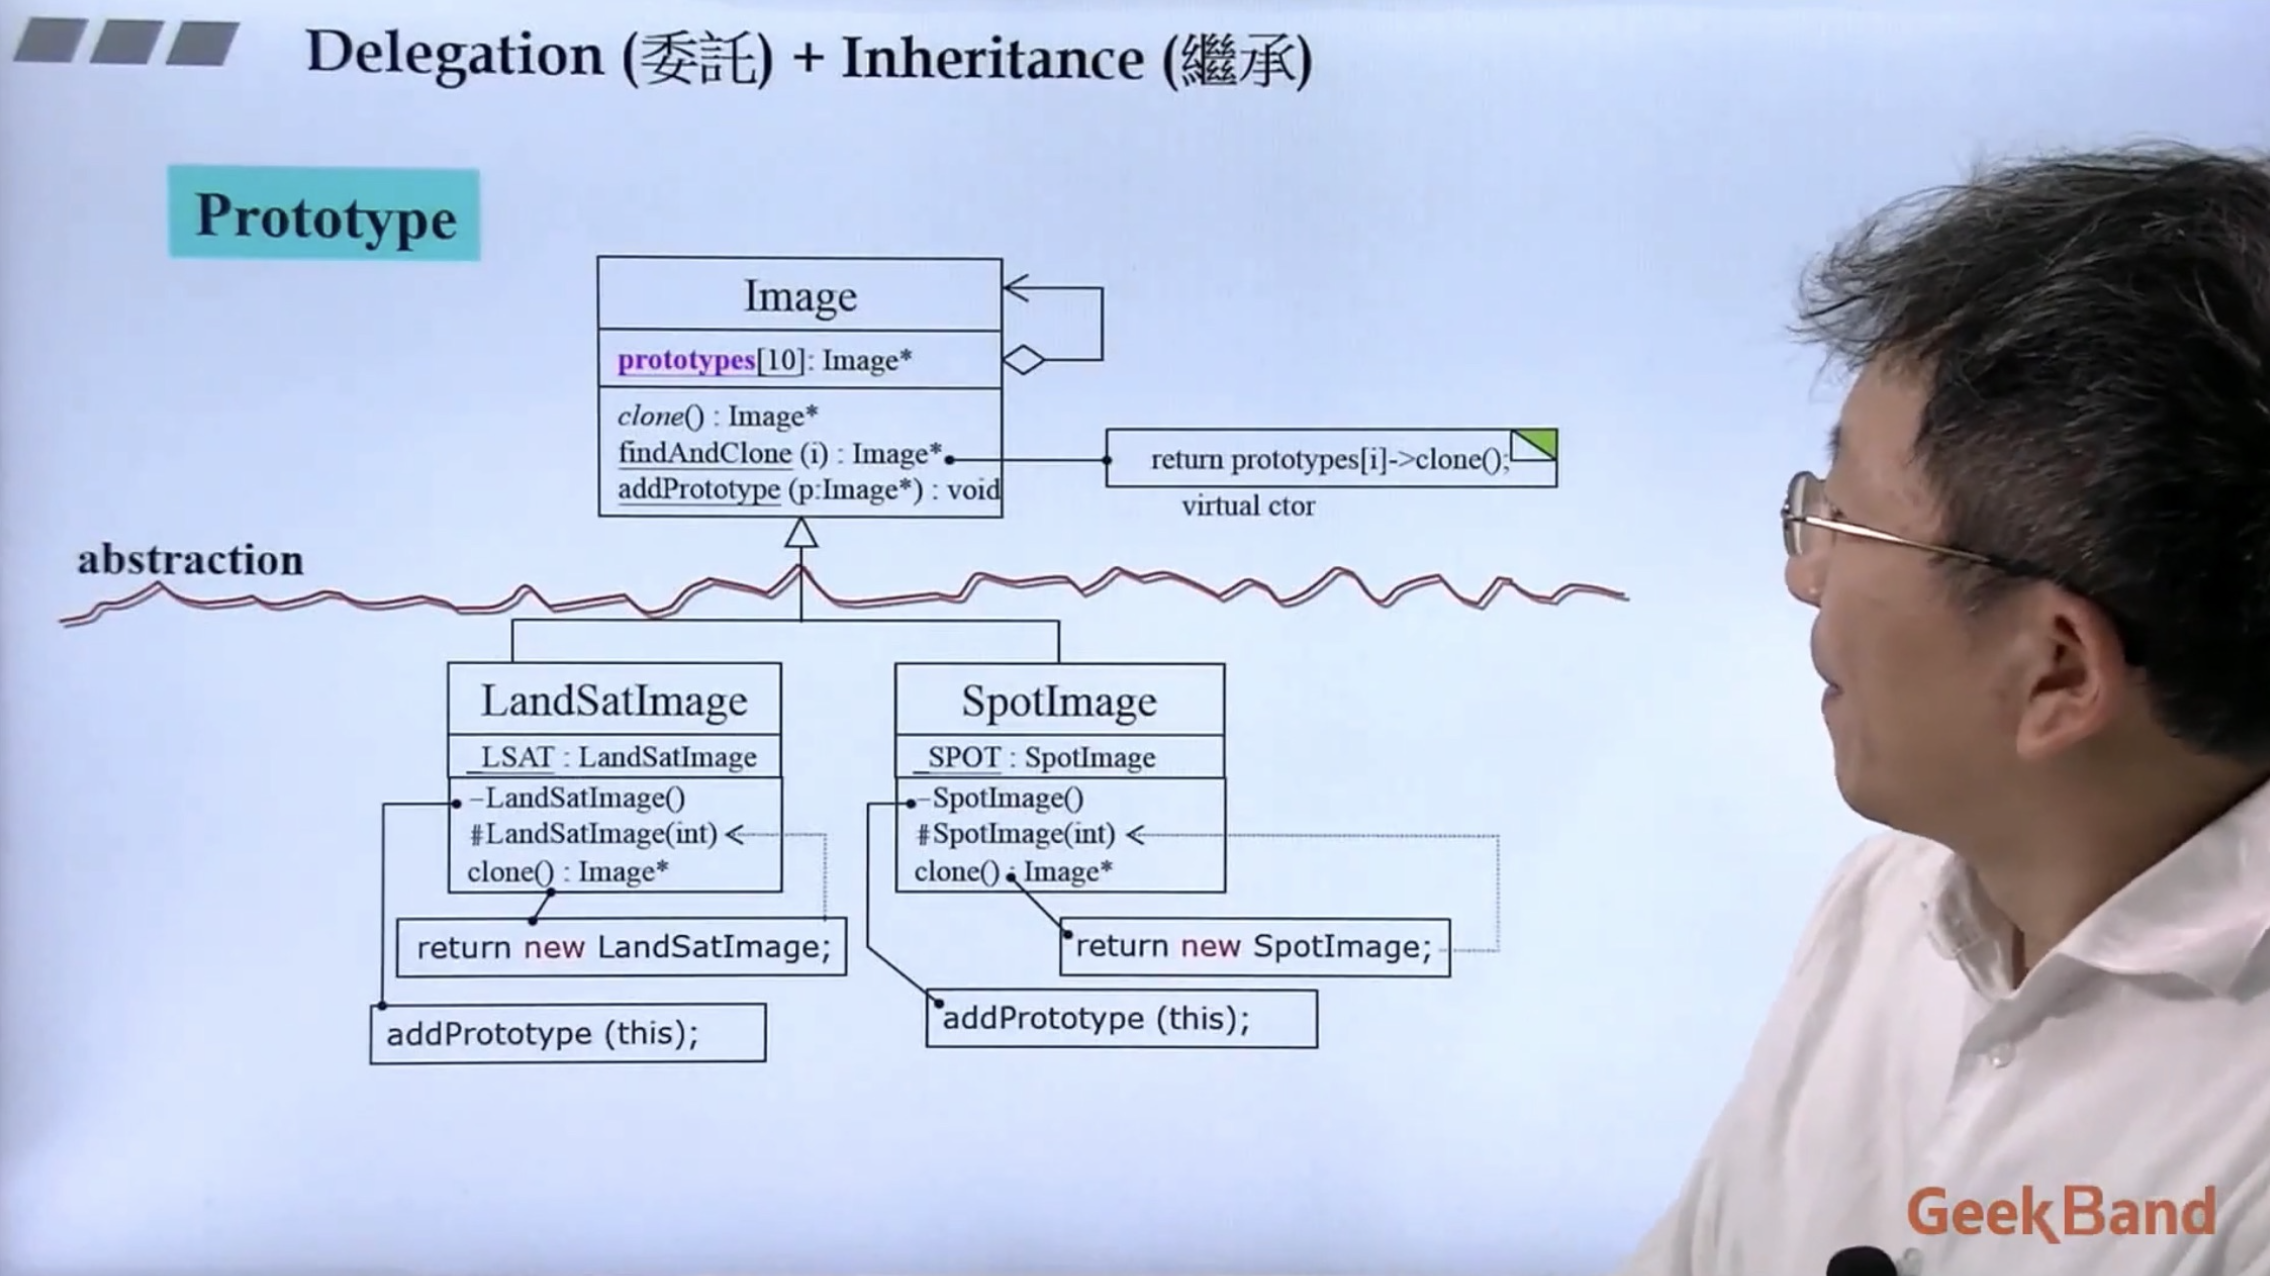 Delegation (委託) + Inheritance (繼承)
Prototype
Image
prototypes[10]: Image*
clone() : Image*
findAndClone (i) : Image*
addPrototype (p:Image*) : void
return prototypes[i]->clone();
virtual ctor
abstraction
LandSatImage
_LSAT : LandSatImage
–LandSatImage()
#LandSatImage(int)
clone() : Image*
return new LandSatImage;
addPrototype (this);
SpotImage
_SPOT : SpotImage
–SpotImage()
#SpotImage(int)
clone() : Image*
return new SpotImage;
addPrototype (this);
GeekBand